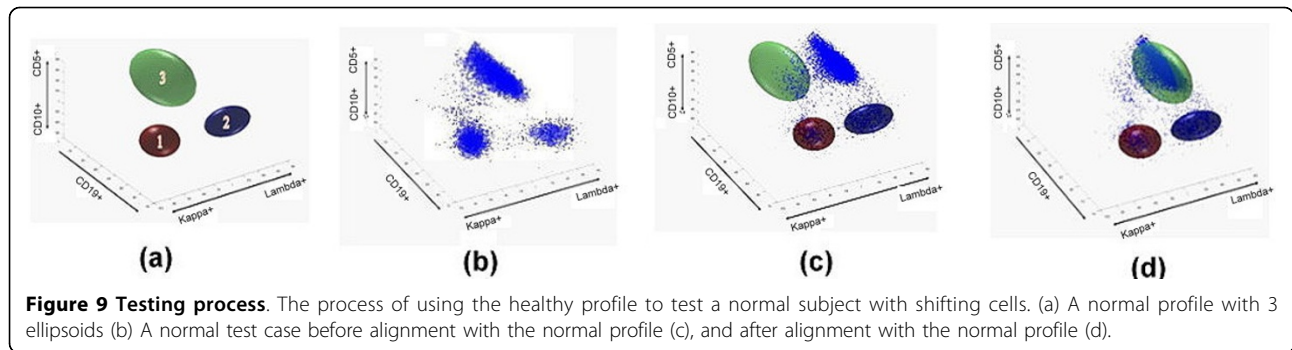 CD5+
CD10+
CD19+
Kappa+
Lambda+
3
2
1
(a)
CD5+
CD10+
CD19+
Kappa+
Lambda+
(b)
CD5+
CD10+
CD19+
Kappa+
Lambda+
(c)
CD5+
CD10+
CD19+
Kappa+
Lambda+
(d)
Figure 9 Testing process. The process of using the healthy profile to test a normal subject with shifting cells. (a) A normal profile with 3
ellipsoids (b) A normal test case before alignment with the normal profile (c), and after alignment with the normal profile (d).